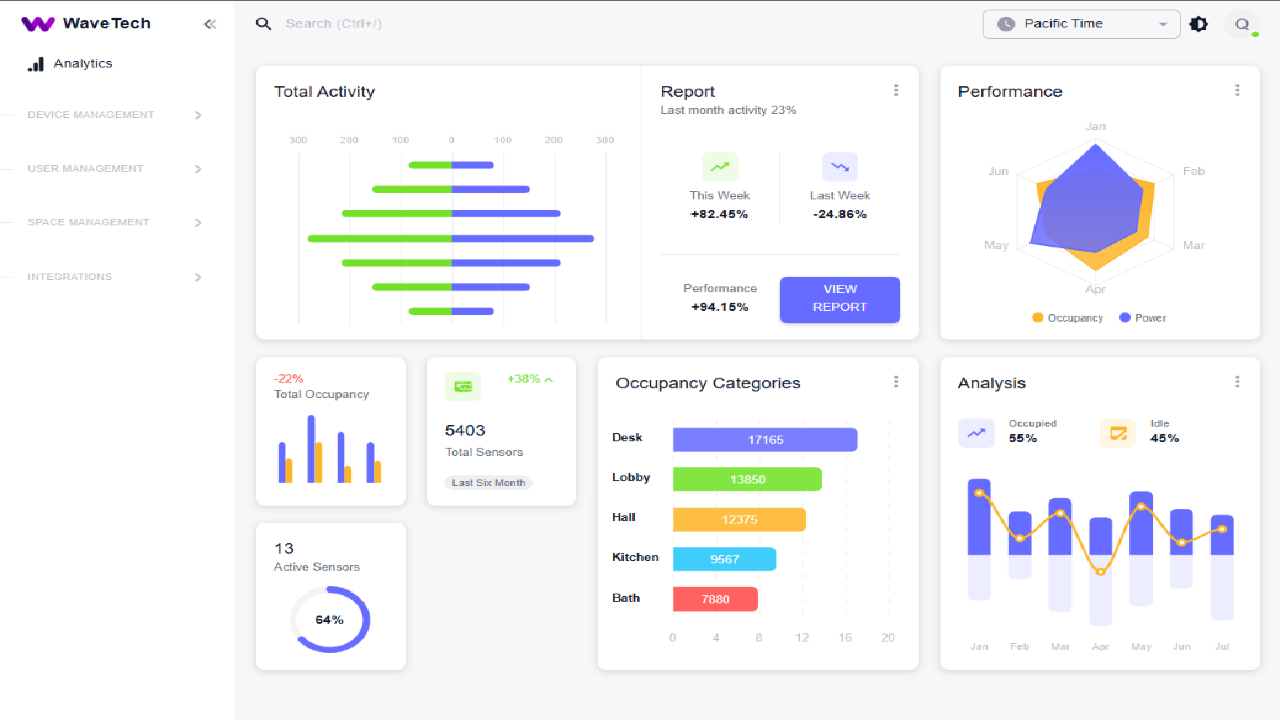 WaveTech
Search (Ctrl+/)
Pacific Time
Analytics
DEVICE MANAGEMENT
USER MANAGEMENT
SPACE MANAGEMENT
INTEGRATIONS
Total Activity
300 200 100 0 100 200 300
Report
Last month activity 23%
This Week
+82.45%
Last Week
-24.86%
Performance
+94.15%
VIEW
REPORT
Performance
Jan
Jun
Feb
May
Mar
Apr
Occupancy
Power
-22%
Total Occupancy
+38%
5403
Total Sensors
Last Six Month
13
Active Sensors
64%
Occupancy Categories
Desk 17165
Lobby 13850
Hall 12375
Kitchen 9567
Bath 7880
0 4 8 12 16 20
Analysis
Occupied
55%
Idle
45%
Jan Feb Mar Apr May Jun Jul